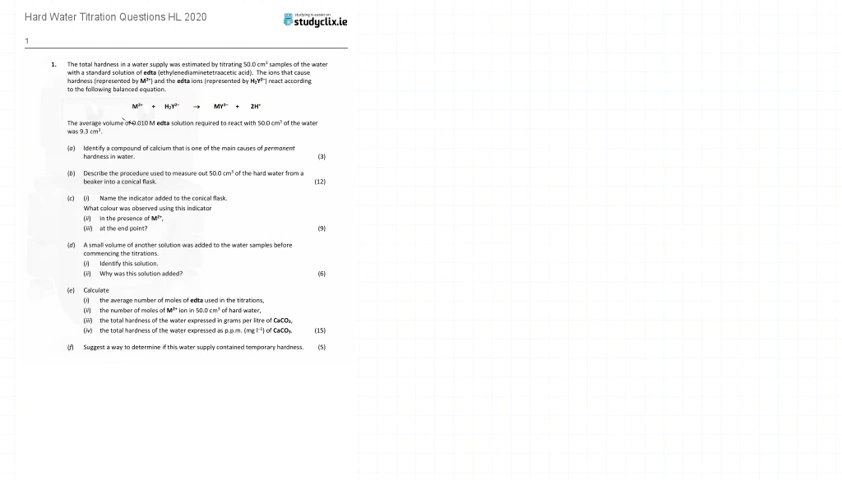 Hard Water Titration Questions HL 2020
studyclix.ie
1
1. The total hardness in a water supply was estimated by titrating 50.0 cm³ samples of the water
with a standard solution of edta (ethylenediaminetetraacetic acid). The ions that cause
hardness (represented by M²⁺) and the edta ions (represented by H₂Y²⁻) react according
to the following balanced equation.
M²⁺ + H₂Y²⁻ → MY²⁻ + 2H⁺
The average volume of 0.010 M edta solution required to react with 50.0 cm³ of the water
was 9.3 cm³.
(a) Identify a compound of calcium that is one of the main causes of permanent
hardness in water. (3)
(b) Describe the procedure used to measure out 50.0 cm³ of the hard water from a
beaker into a conical flask. (12)
(c) (i) Name the indicator added to the conical flask.
What colour was observed using this indicator
(ii) in the presence of M²⁺,
(iii) at the end point? (9)
(d) A small volume of another solution was added to the water samples before
commencing the titrations.
(i) Identify this solution.
(ii) Why was this solution added? (6)
(e) Calculate
(i) the average number of moles of edta used in the titrations,
(ii) the number of moles of M²⁺ ion in 50.0 cm³ of hard water,
(iii) the total hardness of the water expressed in grams per litre of CaCO₃,
(iv) the total hardness of the water expressed as p.p.m. (mg l⁻¹) of CaCO₃. (15)
(f) Suggest a way to determine if this water supply contained temporary hardness. (5)